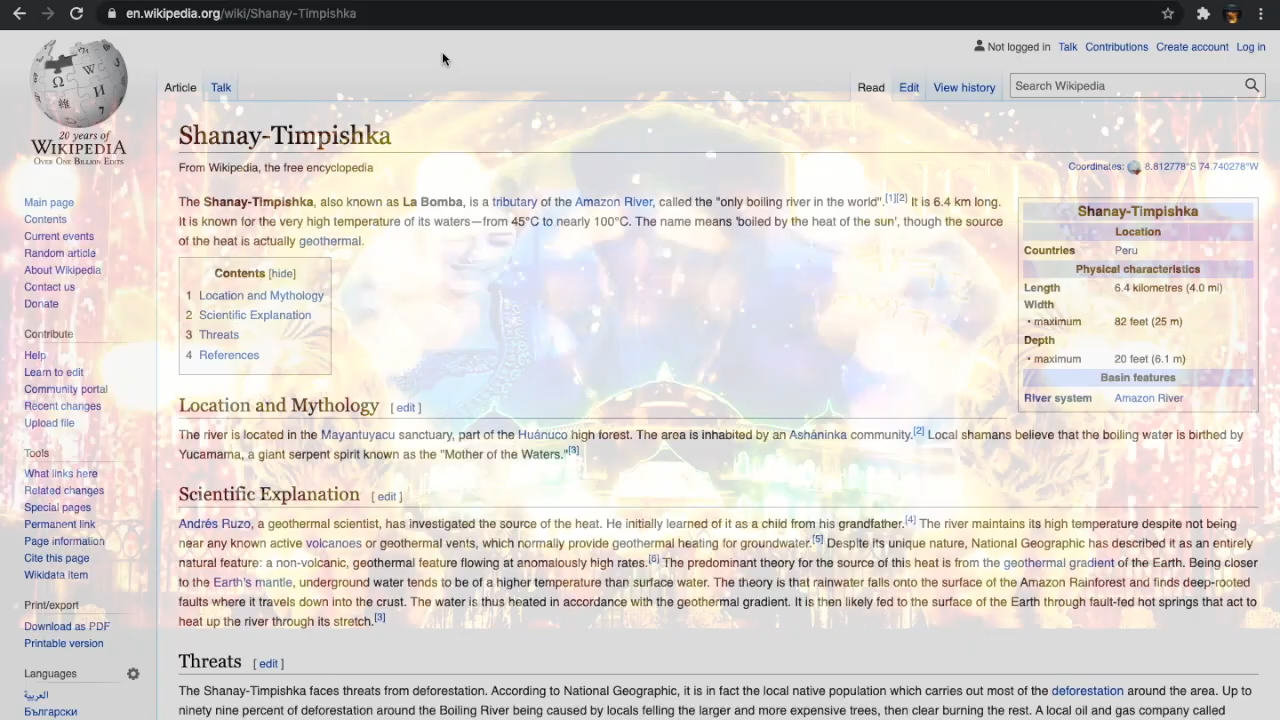 en.wikipedia.org/wiki/Shanay-Timpishka
Not logged in Talk Contributions Create account Log in
Article Talk Read Edit View history Search Wikipedia
20 years of
WIKIPEDIA
OVER ONE BILLION EDITS
Main page
Contents
Current events
Random article
About Wikipedia
Contact us
Donate
Contribute
Help
Learn to edit
Community portal
Recent changes
Upload file
Tools
What links here
Related changes
Special pages
Permanent link
Page information
Cite this page
Wikidata item
Print/export
Download as PDF
Printable version
Languages
العربية
Български
Shanay-Timpishka
From Wikipedia, the free encyclopedia
Coordinates: 8.812778°S 74.740278°W
The Shanay-Timpishka, also known as La Bomba, is a tributary of the Amazon River, called the "only boiling river in the world".[1][2] It is 6.4 km long.
It is known for the very high temperature of its waters—from 45°C to nearly 100°C. The name means 'boiled by the heat of the sun', though the source
of the heat is actually geothermal.
Contents [hide]
1 Location and Mythology
2 Scientific Explanation
3 Threats
4 References
Shanay-Timpishka
Location
Countries Peru
Physical characteristics
Length 6.4 kilometres (4.0 mi)
Width
• maximum 82 feet (25 m)
Depth
• maximum 20 feet (6.1 m)
Basin features
River system Amazon River
Location and Mythology [ edit ]
The river is located in the Mayantuyacu sanctuary, part of the Huánuco high forest. The area is inhabited by an Asháninka community.[2] Local shamans believe that the boiling water is birthed by
Yucamama, a giant serpent spirit known as the "Mother of the Waters."[3]
Scientific Explanation [ edit ]
Andrés Ruzo, a geothermal scientist, has investigated the source of the heat. He initially learned of it as a child from his grandfather.[4] The river maintains its high temperature despite not being
near any known active volcanoes or geothermal vents, which normally provide geothermal heating for groundwater.[5] Despite its unique nature, National Geographic has described it as an entirely
natural feature: a non-volcanic, geothermal feature flowing at anomalously high rates.[6] The predominant theory for the source of this heat is from the geothermal gradient of the Earth. Being closer
to the Earth's mantle, underground water tends to be of a higher temperature than surface water. The theory is that rainwater falls onto the surface of the Amazon Rainforest and finds deep-rooted
faults where it travels down into the crust. The water is thus heated in accordance with the geothermal gradient. It is then likely fed to the surface of the Earth through fault-fed hot springs that act to
heat up the river through its stretch.[3]
Threats [ edit ]
The Shanay-Timpishka faces threats from deforestation. According to National Geographic, it is in fact the local native population which carries out most of the deforestation around the area. Up to
ninety nine percent of deforestation around the Boiling River being caused by locals felling the larger and more expensive trees, then clear burning the rest. A local oil and gas company called